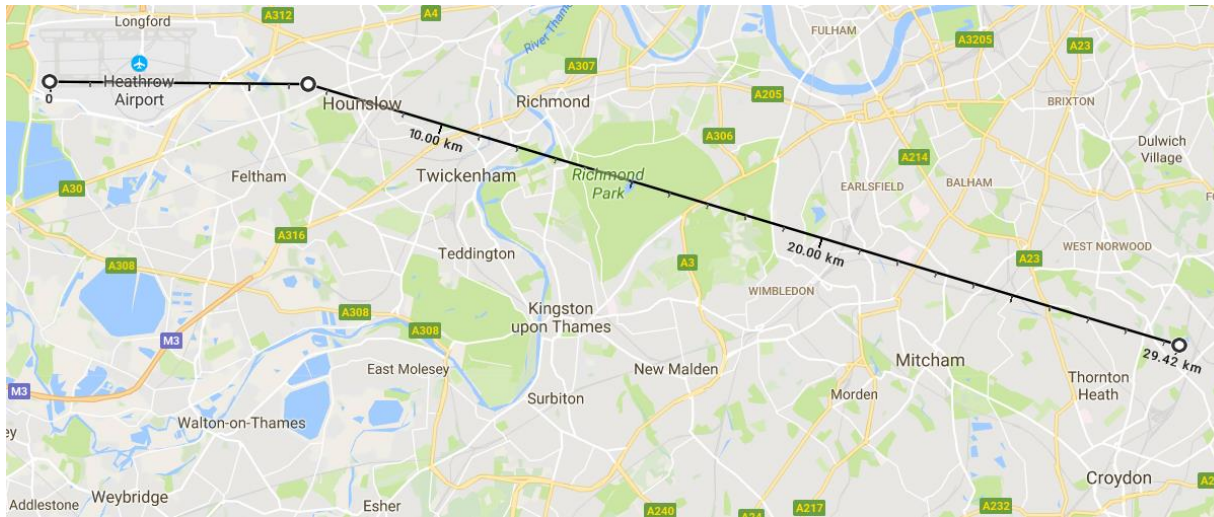 Longford
A312
A4
River Thames
FULHAM
A3205
A23
Heathrow
Airport
0
Hounslow
A307
Richmond
A205
BRIXTON
10.00 km
A306
Dulwich
Village
A30
Feltham
Twickenham
Richmond
Park
A214
EARLSFIELD
BALHAM
A316
Teddington
20.00 km
WEST NORWOOD
A308
A3
A23
WIMBLEDON
Kingston
upon Thames
A308
A308
M3
29.42 km
M3
East Molesey
New Malden
Mitcham
Thornton
Heath
Surbiton
Morden
Walton-on-Thames
Croydon
Weybridge
Addlestone
Esher
A240
A24
A217
A232